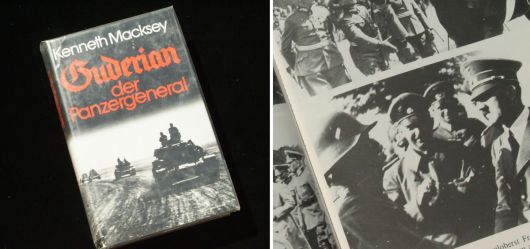 Kenneth Macksey
Guderian
der
Panzergeneral